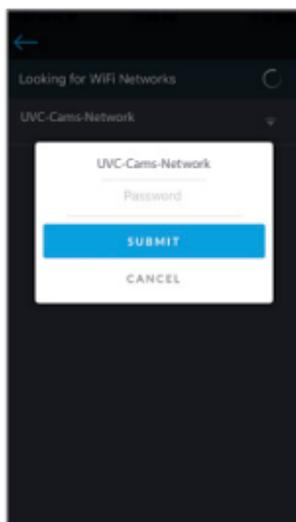 Looking for WiFi Networks
UVC-Cams-Network
UVC-Cams-Network
Password
SUBMIT
CANCEL